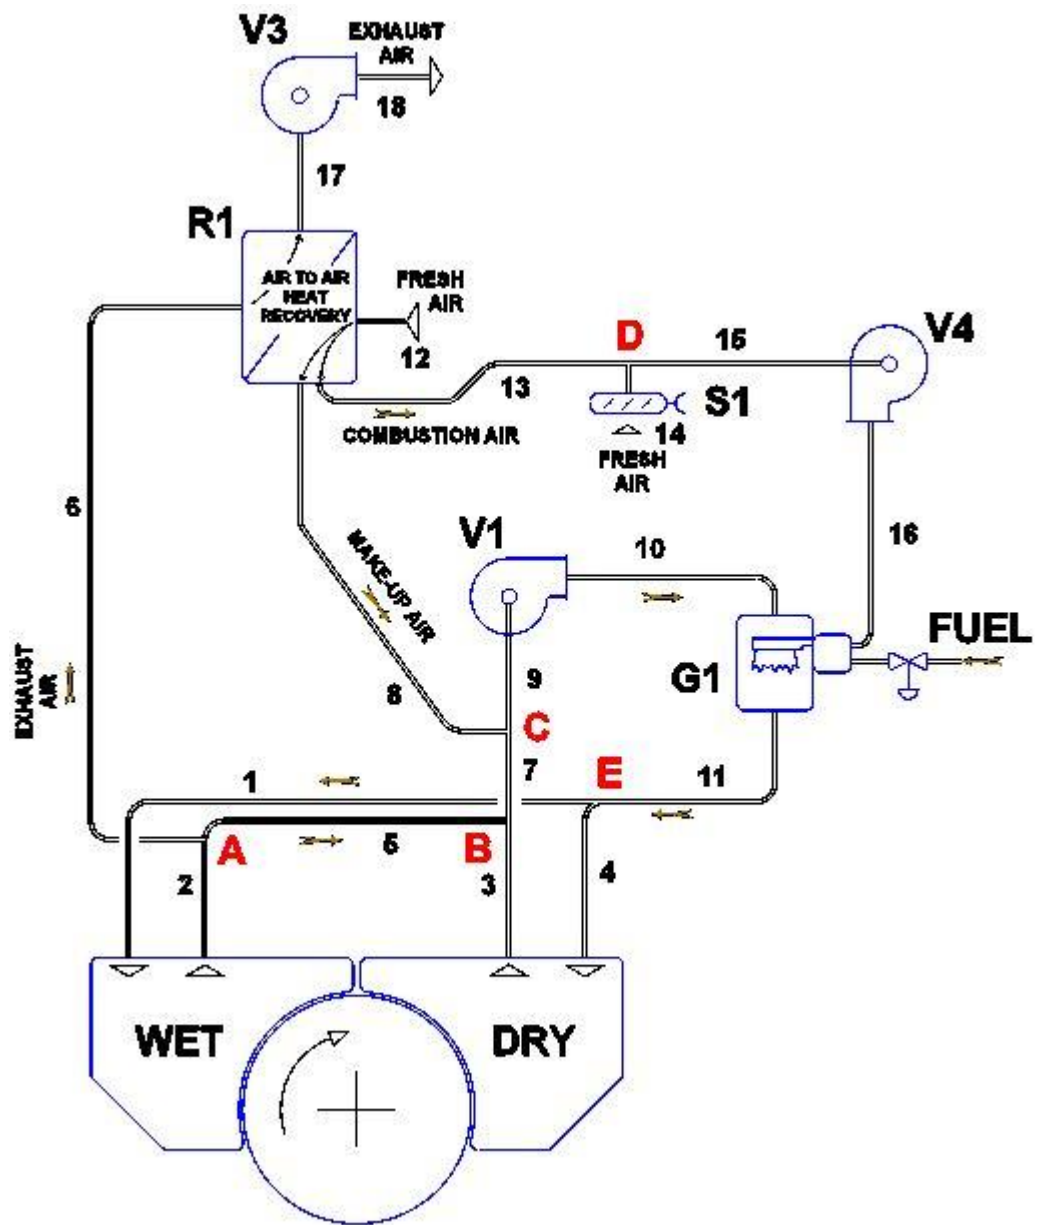 V3
EXHAUST
AIR
18
17
R1
AIR TO AIR
HEAT
RECOVERY
FRESH
AIR
12
D
15
V4
13
S1
14
COMBUSTION AIR
FRESH
AIR
6
V1
10
16
MAKE-UP AIR
FUEL
G1
9
8
EXHAUST
AIR
C
7
E
11
1
A
5
B
2
3
4
WET
DRY